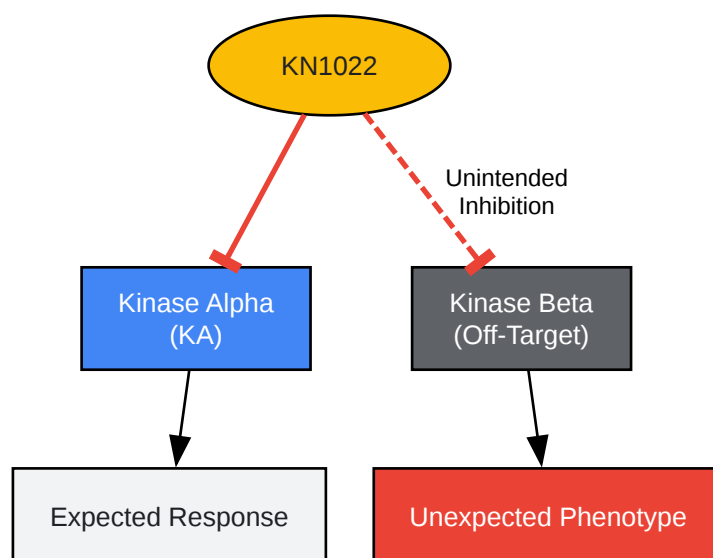 KN1022
Unintended
Inhibition
Kinase Alpha
(KA)
Kinase Beta
(Off-Target)
Expected Response
Unexpected Phenotype